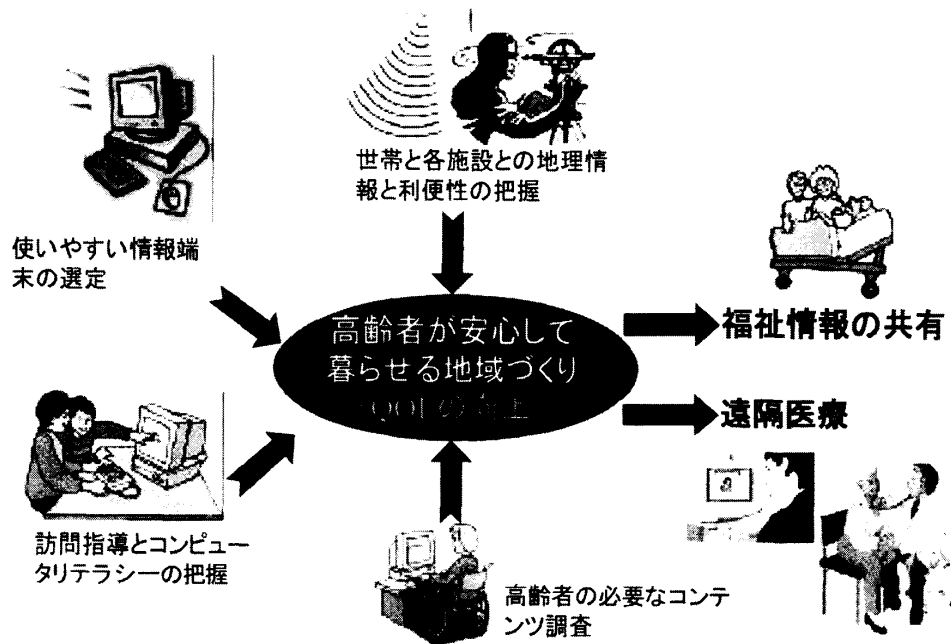 世帯と各施設との地理情
報と利便性の把握
使いやすい情報端
末の選定
高齢者が安心して
暮らせる地域づくり
の向上
福祉情報の共有
遠隔医療
訪問指導とコンピュー
タリテラシーの把握
高齢者の必要なコンテ
ンツ調査